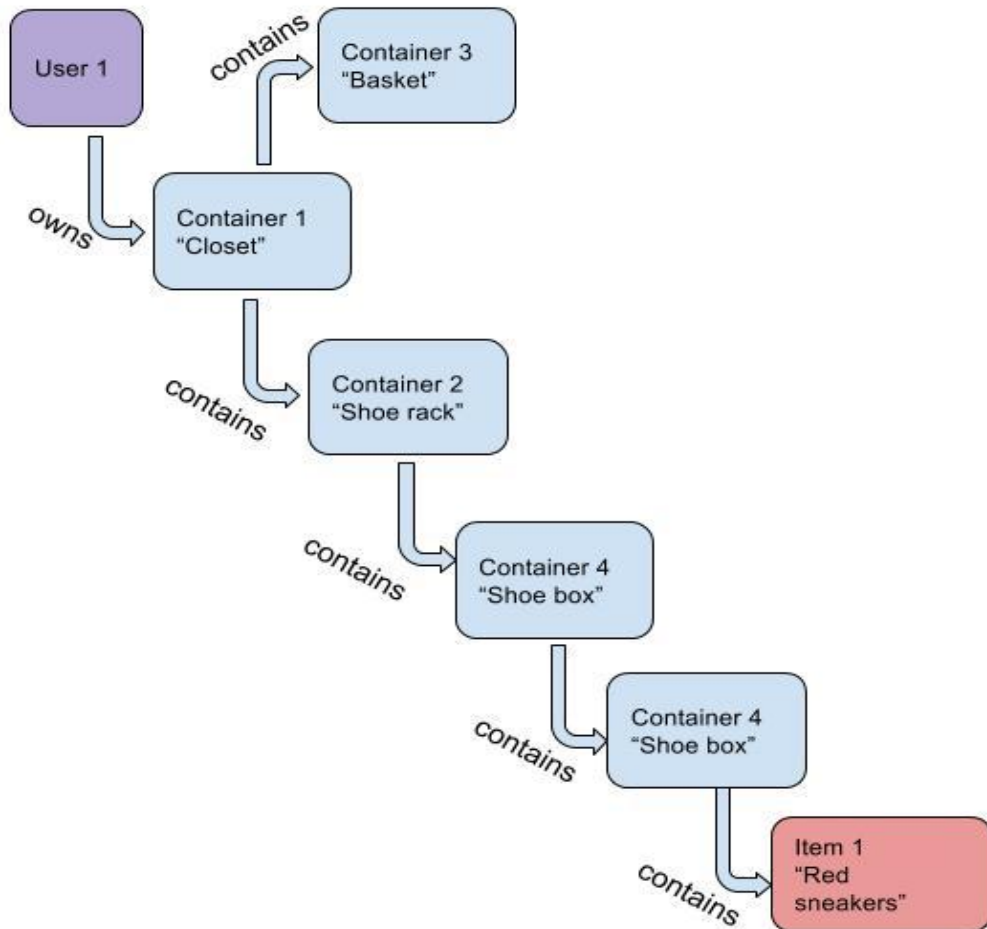 User 1
contains
Container 3
“Basket”
owns
Container 1
“Closet”
contains
Container 2
“Shoe rack”
contains
Container 4
“Shoe box”
contains
Container 4
“Shoe box”
contains
Item 1
“Red
sneakers”